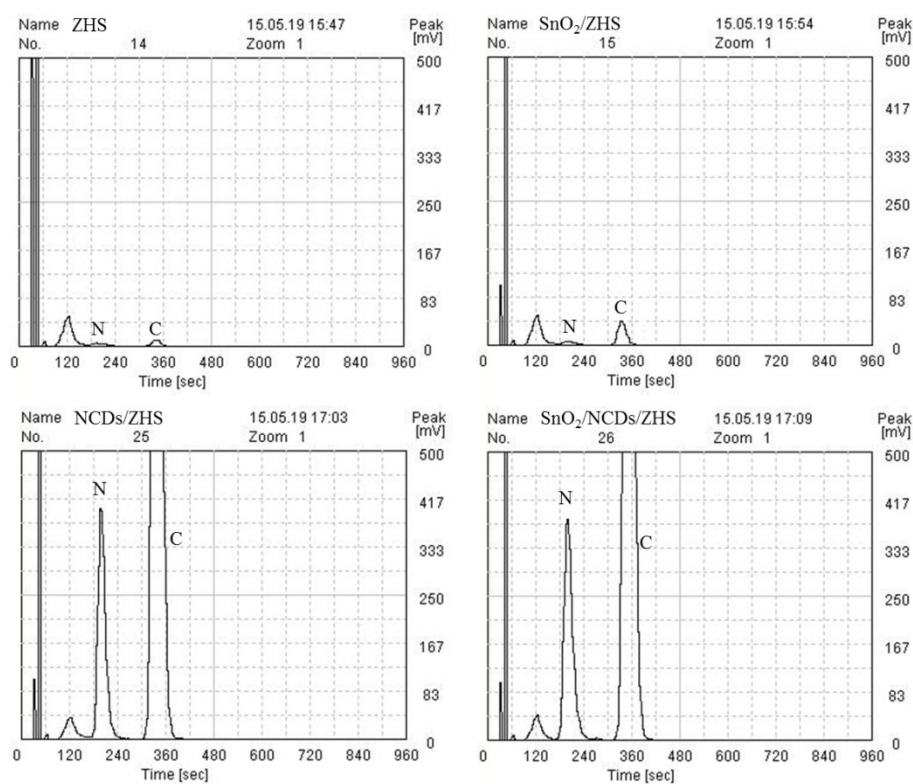 Name ZHS 15.05.19 15:47 Peak
No. 14 Zoom 1 [mV]
500
417
333
250
167
83
N C
0
0 120 240 360 480 600 720 840 960
Time [sec]
Name SnO₂/ZHS 15.05.19 15:54 Peak
No. 15 Zoom 1 [mV]
500
417
333
250
167
83
N C
0
0 120 240 360 480 600 720 840 960
Time [sec]
Name NCDs/ZHS 15.05.19 17:03 Peak
No. 25 Zoom 1 [mV]
500
N
417
C
333
250
167
83
0
0 120 240 360 480 600 720 840 960
Time [sec]
Name SnO₂/NCDs/ZHS 15.05.19 17:09 Peak
No. 26 Zoom 1 [mV]
500
N
417
C
333
250
167
83
0
0 120 240 360 480 600 720 840 960
Time [sec]